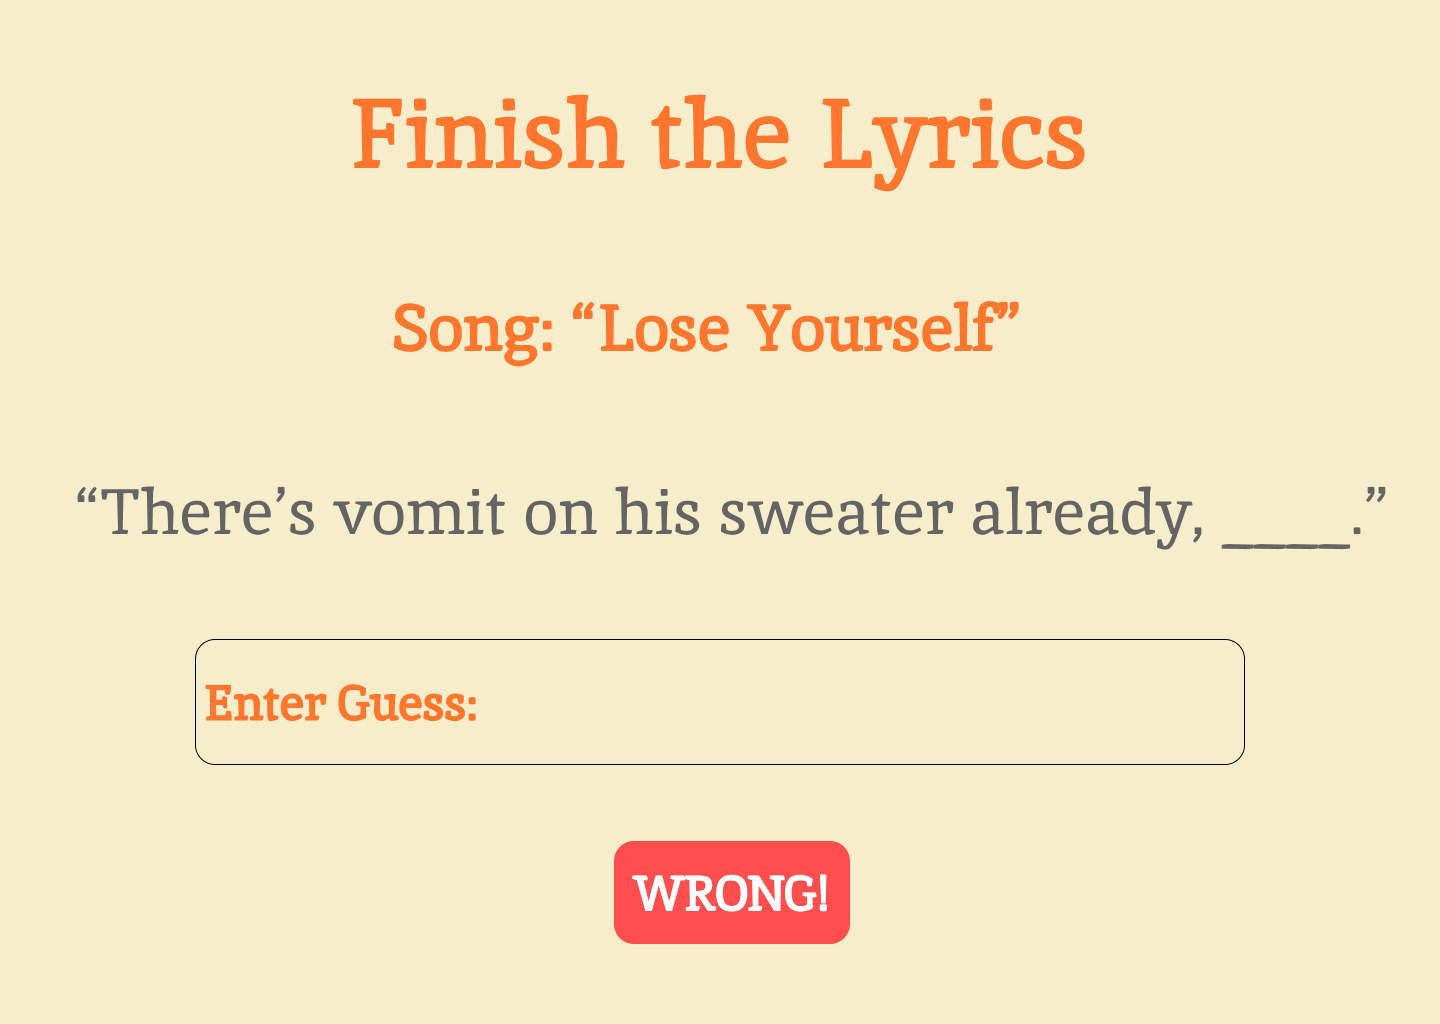 Finish the Lyrics
Song: “Lose Yourself”
“There’s vomit on his sweater already, ____.”
Enter Guess:
WRONG!